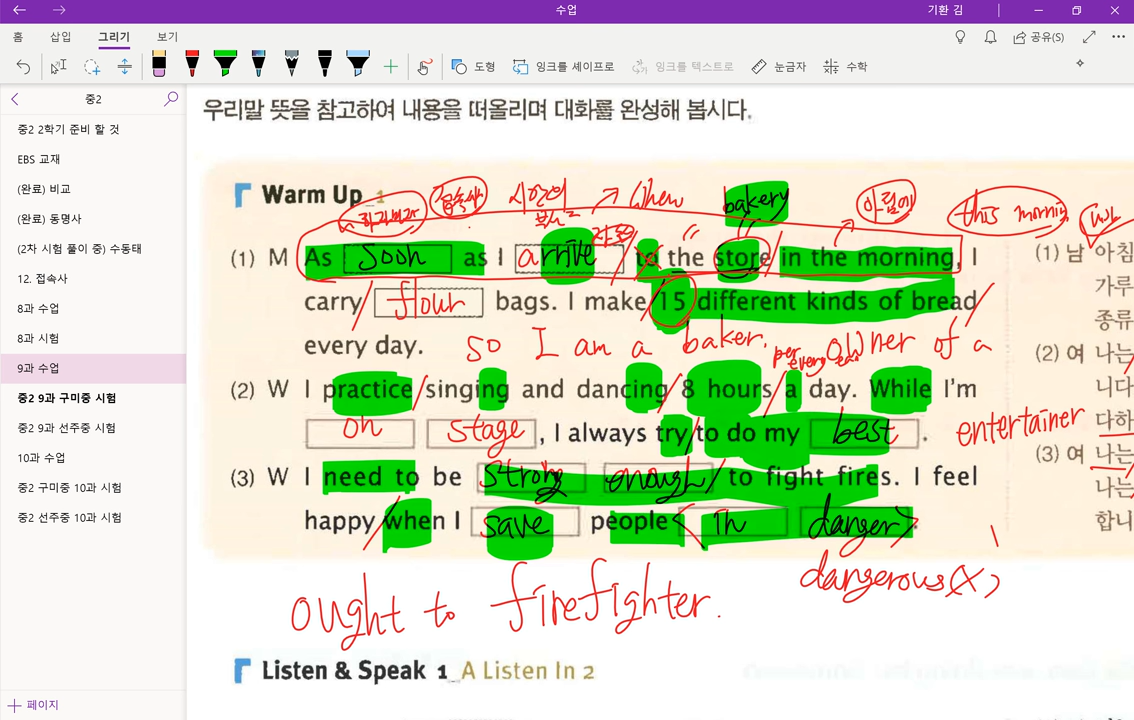 수업
기환 김
홈 삽입 그리기 보기
공유(S)
도형 잉크를 셰이프로 잉크를 텍스트로 눈금자 수학
중2
중2 2학기 준비 할 것
EBS 교재
(완료) 비교
(완료) 동명사
(2차 시험 풀이 중) 수동태
12. 접속사
8과 수업
8과 시험
9과 수업
중2 9과 구미중 시험
중2 9과 선주중 시험
10과 수업
중2 구미중 10과 시험
중2 선주중 10과 시험
페이지
우리말 뜻을 참고하여 내용을 떠올리며 대화를 완성해 봅시다.
Warm Up_1
접속사 시간의 when bakery 아침에 this morning
(1) M As soon as I arrive to the store in the morning, I
carry flour bags. I make 15 different kinds of bread
every day. so I am a baker. owner of a
per every
(2) W I practice singing and dancing 8 hours a day. While I'm
on stage, I always try to do my best. entertainer
(3) W I need to be strong enough to fight fires. I feel
happy when I save people in danger.
dangerous(X)
ought to firefighter.
(1) 남 아침
가루
종류
(2) 여 나는
니다
다하
(3) 여 나는
나는
합니
Listen & Speak 1_A Listen In 2